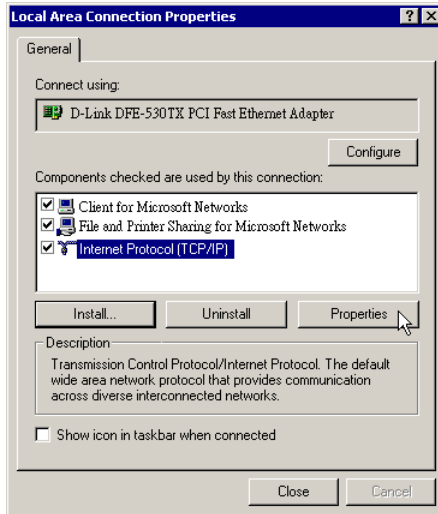 Local Area Connection Properties
General
Connect using:
D-Link DFE-530TX PCI Fast Ethernet Adapter
Configure
Components checked are used by this connection:
Client for Microsoft Networks
File and Printer Sharing for Microsoft Networks
Internet Protocol (TCP/IP)
Install... Uninstall Properties
Description
Transmission Control Protocol/Internet Protocol. The default
wide area network protocol that provides communication
across diverse interconnected networks.
Show icon in taskbar when connected
Close Cancel